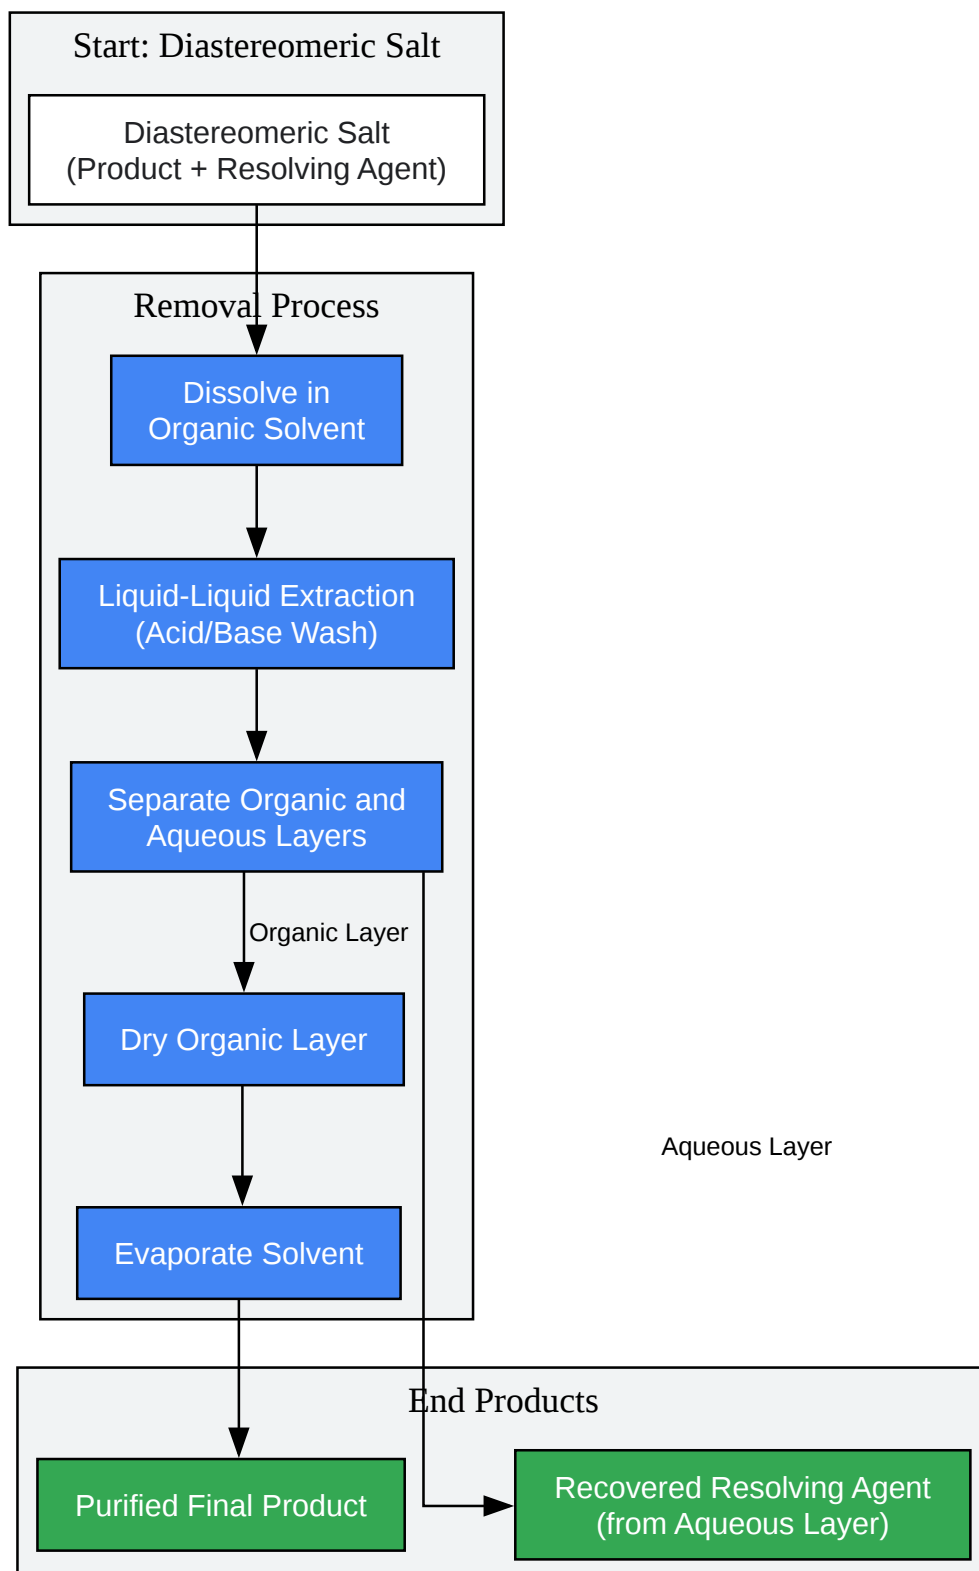 Start: Diastereomeric Salt
Diastereomeric Salt
(Product + Resolving Agent)
Removal Process
Dissolve in
Organic Solvent
Liquid-Liquid Extraction
(Acid/Base Wash)
Separate Organic and
Aqueous Layers
Organic Layer
Dry Organic Layer
Aqueous Layer
Evaporate Solvent
End Products
Purified Final Product
Recovered Resolving Agent
(from Aqueous Layer)